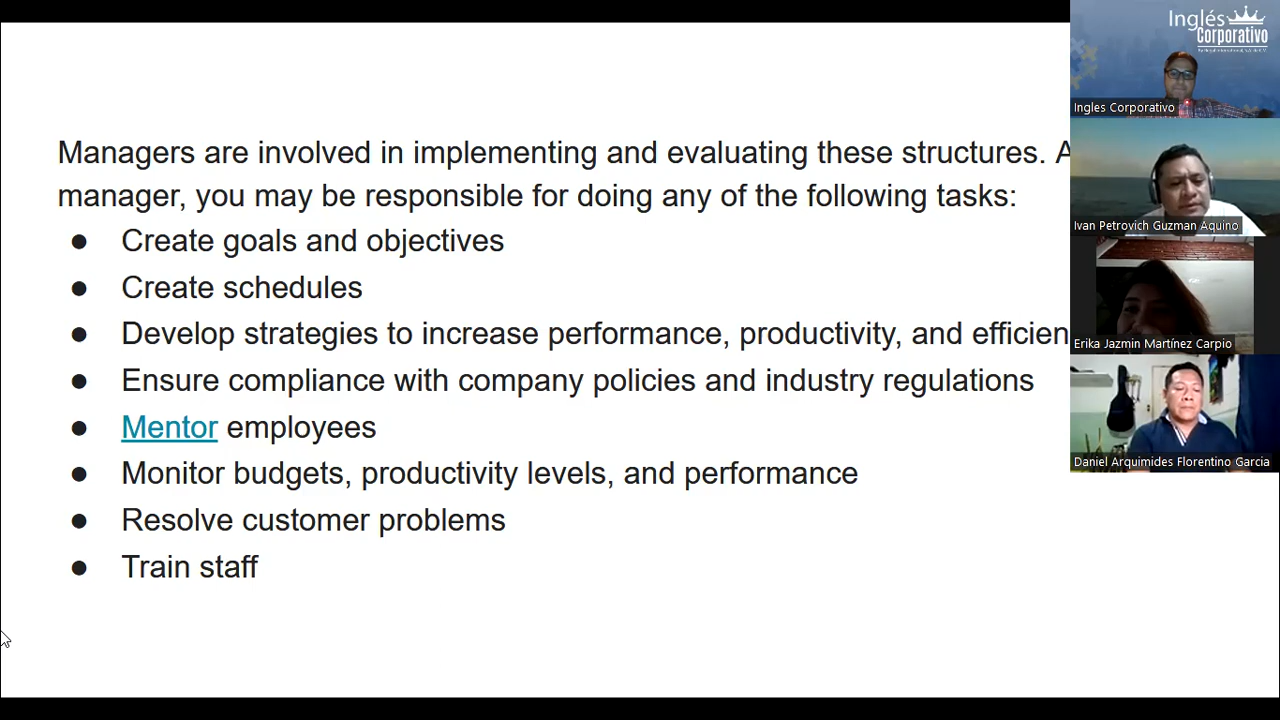 Managers are involved in implementing and evaluating these structures. A
manager, you may be responsible for doing any of the following tasks:
● Create goals and objectives
● Create schedules
● Develop strategies to increase performance, productivity, and efficien
● Ensure compliance with company policies and industry regulations
● Mentor employees
● Monitor budgets, productivity levels, and performance
● Resolve customer problems
● Train staff
Inglés
Corporativo
Ingles Corporativo
Ivan Petrovich Guzman Aquino
Erika Jazmin Martínez Carpio
Daniel Arquimides Florentino Garcia